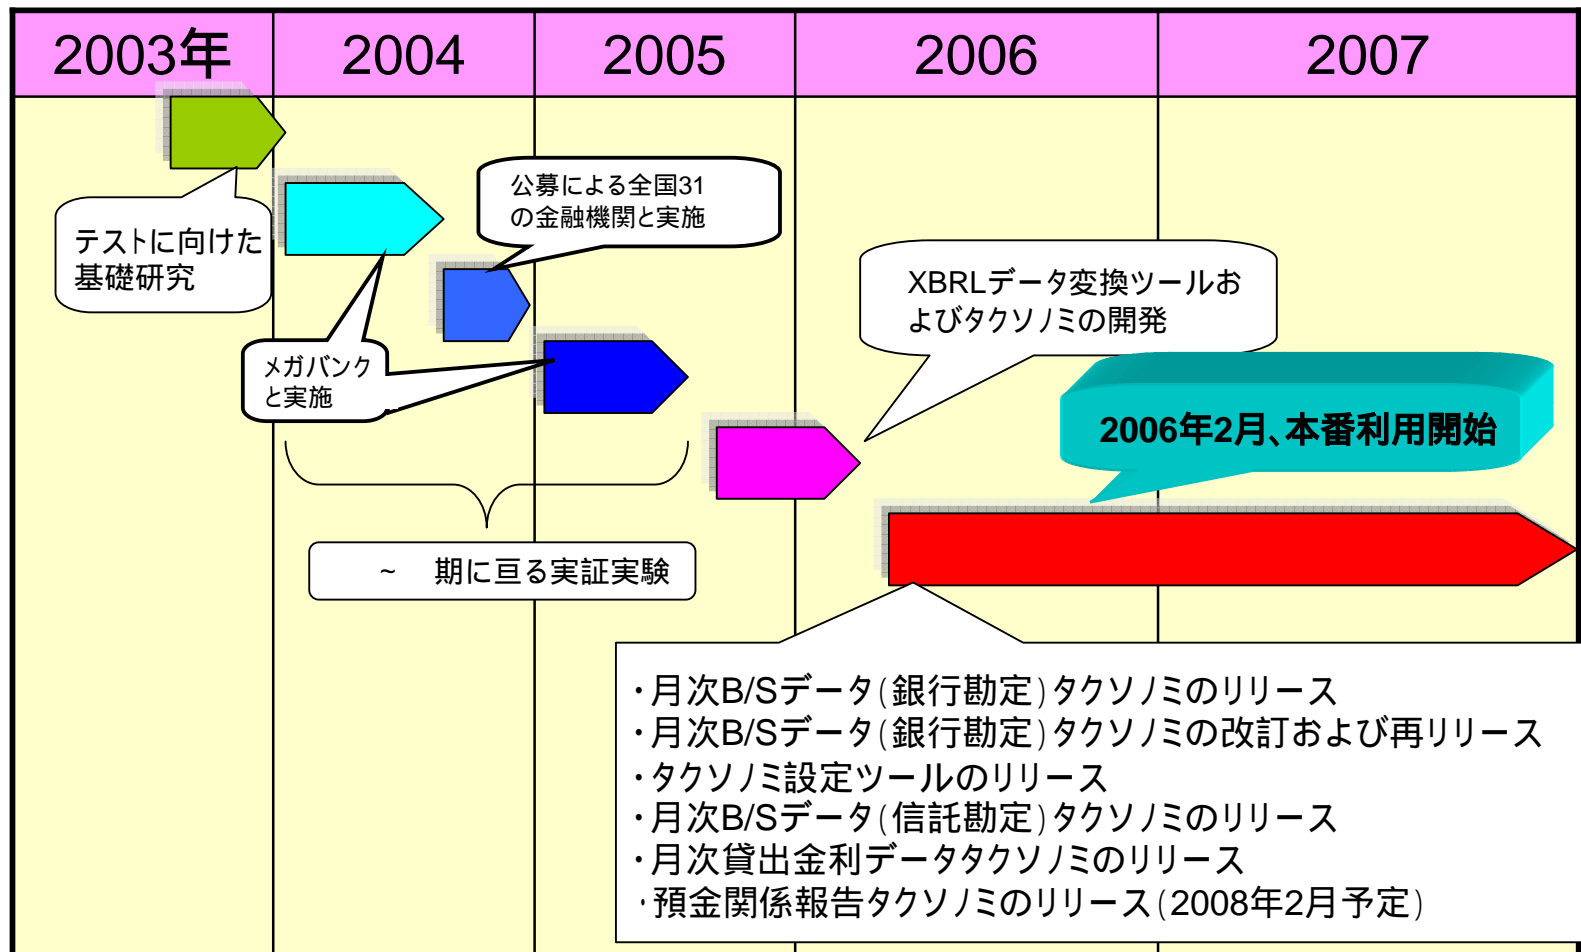 2003年 2004 2005 2006 2007
テストに向けた
基礎研究
公募による全国31
の金融機関と実施
メガバンク
と実施
XBRLデータ変換ツールお
よびタクソノミの開発
2006年2月、本番利用開始
~ 期に亘る実証実験
・月次B/Sデータ(銀行勘定)タクソノミのリリース
・月次B/Sデータ(銀行勘定)タクソノミの改訂および再リリース
・タクソノミ設定ツールのリリース
・月次B/Sデータ(信託勘定)タクソノミのリリース
・月次貸出金利データタクソノミのリリース
・預金関係報告タクソノミのリリース(2008年2月予定)